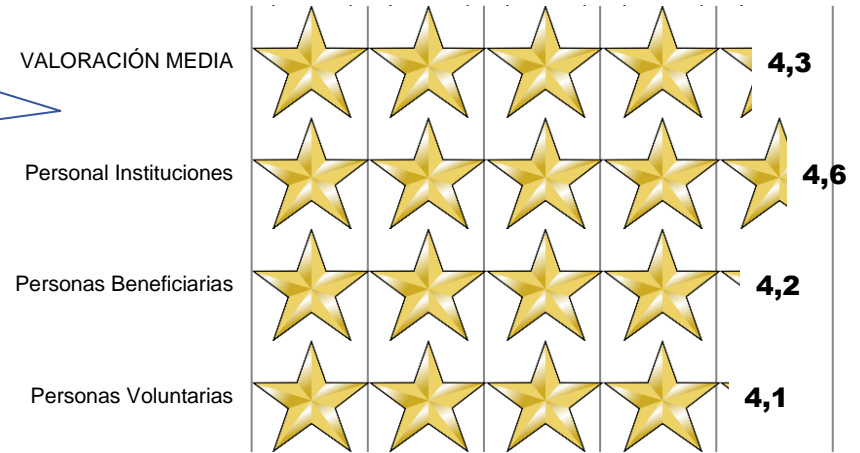 VALORACIÓN MEDIA 4,3
Personal Instituciones 4,6
Personas Beneficiarias 4,2
Personas Voluntarias 4,1